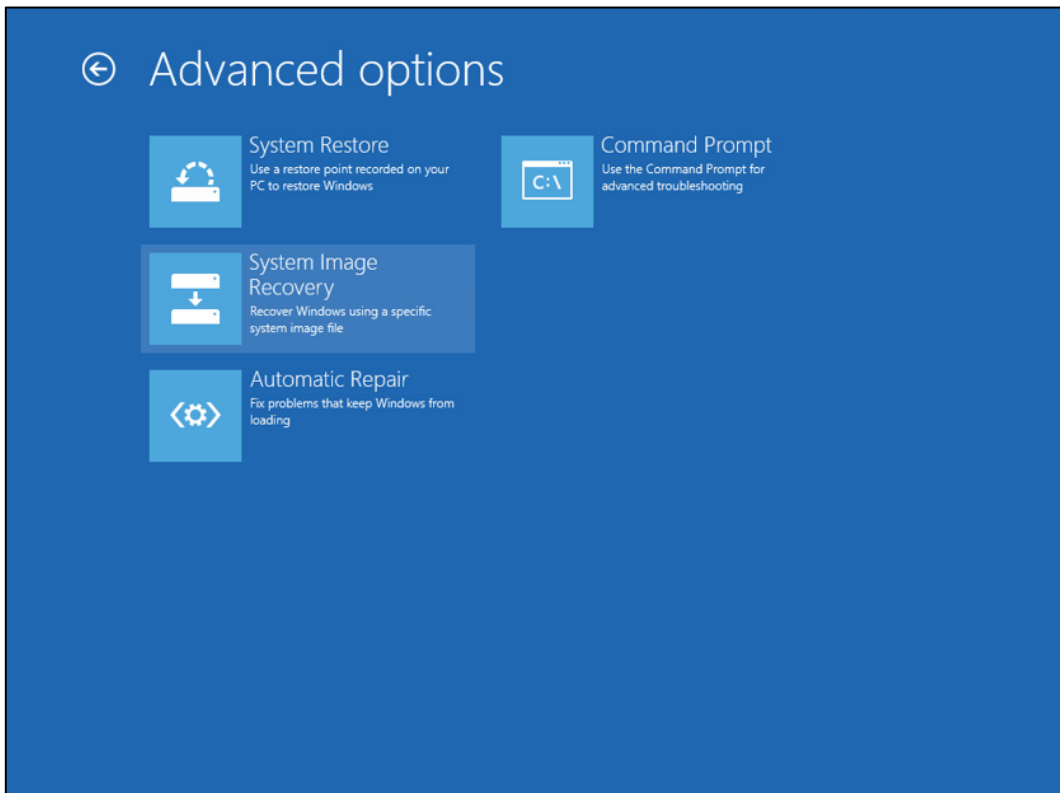 Advanced options
System Restore
Use a restore point recorded on your
PC to restore Windows
Command Prompt
Use the Command Prompt for
advanced troubleshooting
C:\
System Image
Recovery
Recover Windows using a specific
system image file
Automatic Repair
Fix problems that keep Windows from
loading